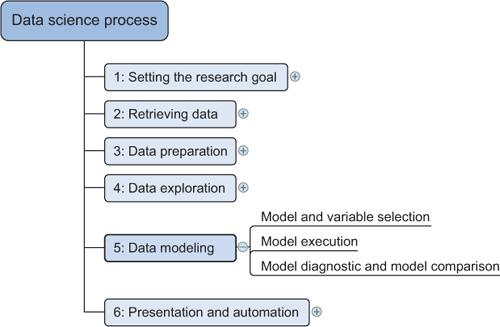 Data science process
1: Setting the research goal
2: Retrieving data
3: Data preparation
4: Data exploration
5: Data modeling
Model and variable selection
Model execution
Model diagnostic and model comparison
6: Presentation and automation